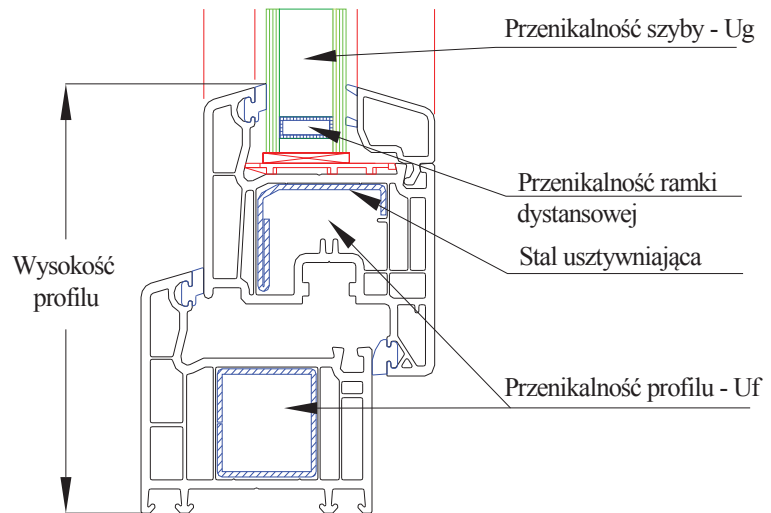 Przenikalność szyby - Ug
Przenikalność ramki
dystansowej
Stal usztywniająca
Wysokość
profilu
Przenikalność profilu - Uf